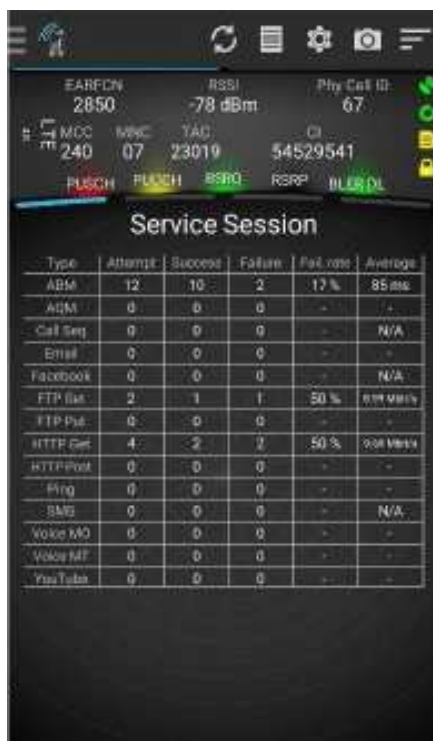 EARFCN RSSI Phy Cell ID
2850 -78 dBm 67
LTE
MCC MNC TAC CI
240 07 23019 54529541
PUSCH PUCCH RSRQ RSRP BLER DL
Service Session
Type Attempt Success Failure Fail. rate Average
ABM 12 10 2 17 % 85 ms
AQM 0 0 0 - -
Call Seq 0 0 0 - N/A
Email 0 0 0 - -
Facebook 0 0 0 - N/A
FTP Get 2 1 1 50 %
FTP Put 0 0 0 - -
HTTP Get 4 2 2 50 %
HTTP Post 0 0 0 - -
Ping 0 0 0 - -
SMS 0 0 0 - N/A
Voice MO 0 0 0 - -
Voice MT 0 0 0 - -
YouTube 0 0 0 - -